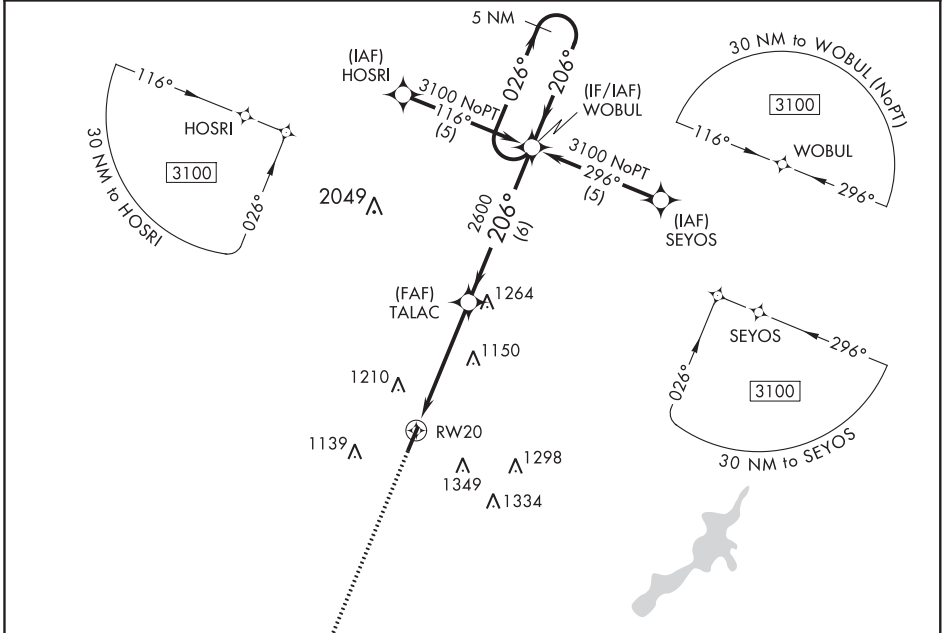 5 NM
(IAF)
HOSRI
3100 NoPT
116°
(5)
026°
206°
(IF/IAF)
WOBUL
3100 NoPT
296°
(5)
(IAF)
SEYOS
116°
HOSRI
3100
026°
30 NM to HOSRI
30 NM to WOBUL (NoPT)
3100
116°
WOBUL
296°
2049
2600
206°
(6)
(FAF)
TALAC
1264
1150
1210
RW20
1139
1349
1298
1334
SEYOS
296°
026°
3100
30 NM to SEYOS